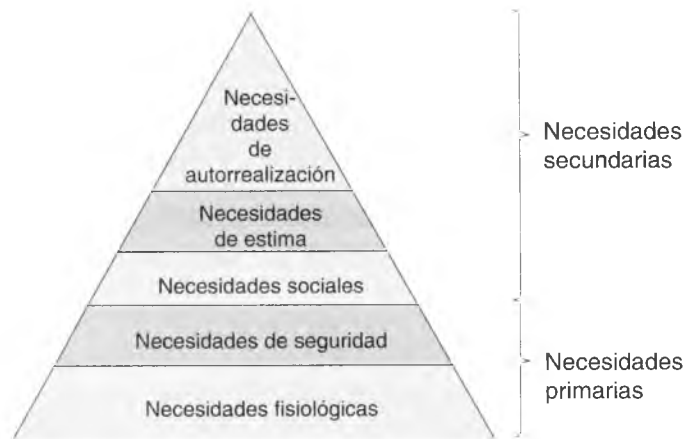 Necesi-
dades
de
autorrealización
Necesidades
de estima
Necesidades sociales
Necesidades de seguridad
Necesidades fisiológicas
Necesidades
secundarias
Necesidades
primarias